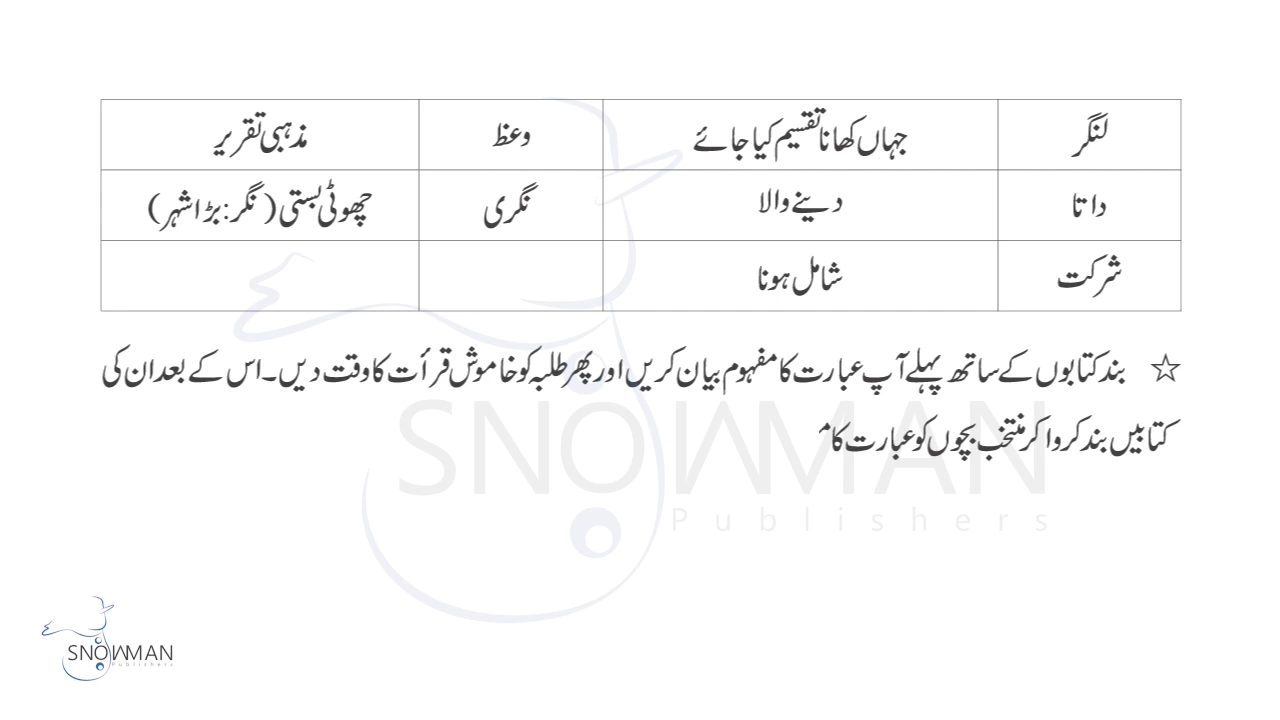 لنگر جہاں کھانا تقسیم کیا جائے وعظ مذہبی تقریر
داتا دینے والا نگری چھوٹی بستی (نگر: بڑا شہر)
شرکت شامل ہونا
☆ بند کتابوں کے ساتھ پہلے آپ عبارت کا مفہوم بیان کریں اور پھر طلبہ کو خاموش قرأت کا وقت دیں۔ اس کے بعد ان کی
کتابیں بند کروا کر منتخب بچوں کو عبارت کا
SNOWMAN
Publishers
SNOWMAN
Publishers